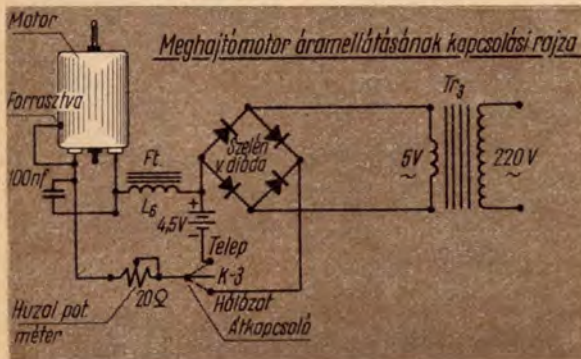 Motor
Meghajtómotor áramellátásának kapcsolási rajza
Forrasztva
Tr3
Ft.
Szelén
v. dióda
5V
~
220 V
~
100nf
L6
+
4,5V
-
Telep
K-3
20Ω
Hálózat
Huzal pot.
méter
Átkapcsoló